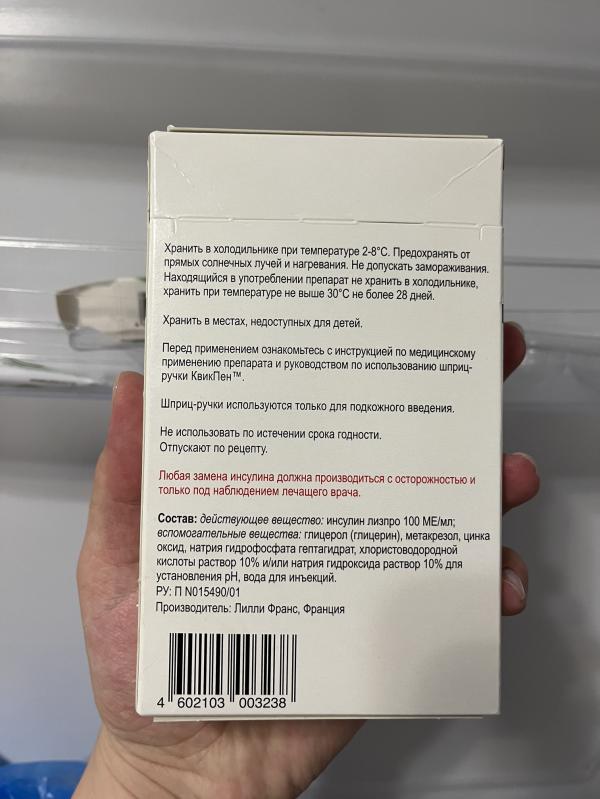 Хранить в холодильнике при температуре 2-8°C. Предохранять от
прямых солнечных лучей и нагревания. Не допускать замораживания.
Находящийся в употреблении препарат не хранить в холодильнике,
хранить при температуре не выше 30°C не более 28 дней.
Хранить в местах, недоступных для детей.
Перед применением ознакомьтесь с инструкцией по медицинскому
применению препарата и руководством по использованию шприц-
ручки КвикПен™.
Шприц-ручки используются только для подкожного введения.
Не использовать по истечении срока годности.
Отпускают по рецепту.
Любая замена инсулина должна производиться с осторожностью и
только под наблюдением лечащего врача.
Состав: действующее вещество: инсулин лизпро 100 МЕ/мл;
вспомогательные вещества: глицерол (глицерин), метакрезол, цинка
оксид, натрия гидрофосфата гептагидрат, хлористоводородной
кислоты раствор 10% и/или натрия гидроксида раствор 10% для
установления pH, вода для инъекций.
РУ: П N015490/01
Производитель: Лилли Франс, Франция
4 602103 003238